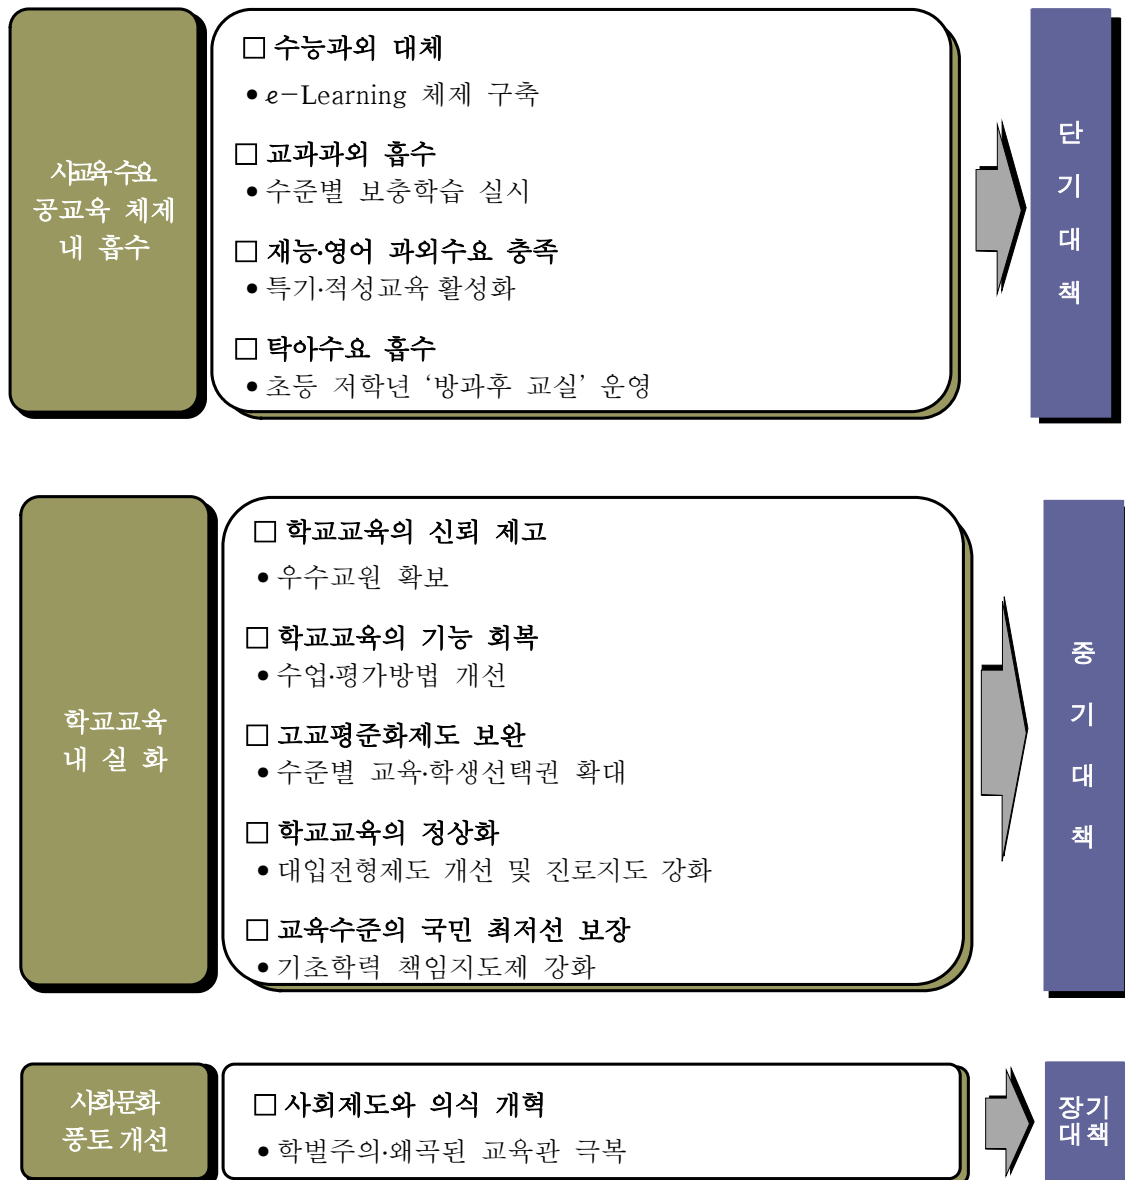 사교육수요
공교육 체제
내 흡수
□ 수능과외 대체
• e-Learning 체제 구축
□ 교과과외 흡수
• 수준별 보충학습 실시
□ 재능·영어 과외수요 충족
• 특기·적성교육 활성화
□ 탁아수요 흡수
• 초등 저학년 ‘방과후 교실’ 운영
단
기
대
책
학교교육
내 실 화
□ 학교교육의 신뢰 제고
• 우수교원 확보
□ 학교교육의 기능 회복
• 수업·평가방법 개선
□ 고교평준화제도 보완
• 수준별 교육·학생선택권 확대
□ 학교교육의 정상화
• 대입전형제도 개선 및 진로지도 강화
□ 교육수준의 국민 최저선 보장
• 기초학력 책임지도제 강화
중
기
대
책
사회문화
풍토 개선
□ 사회제도와 의식 개혁
• 학벌주의·왜곡된 교육관 극복
장기
대책